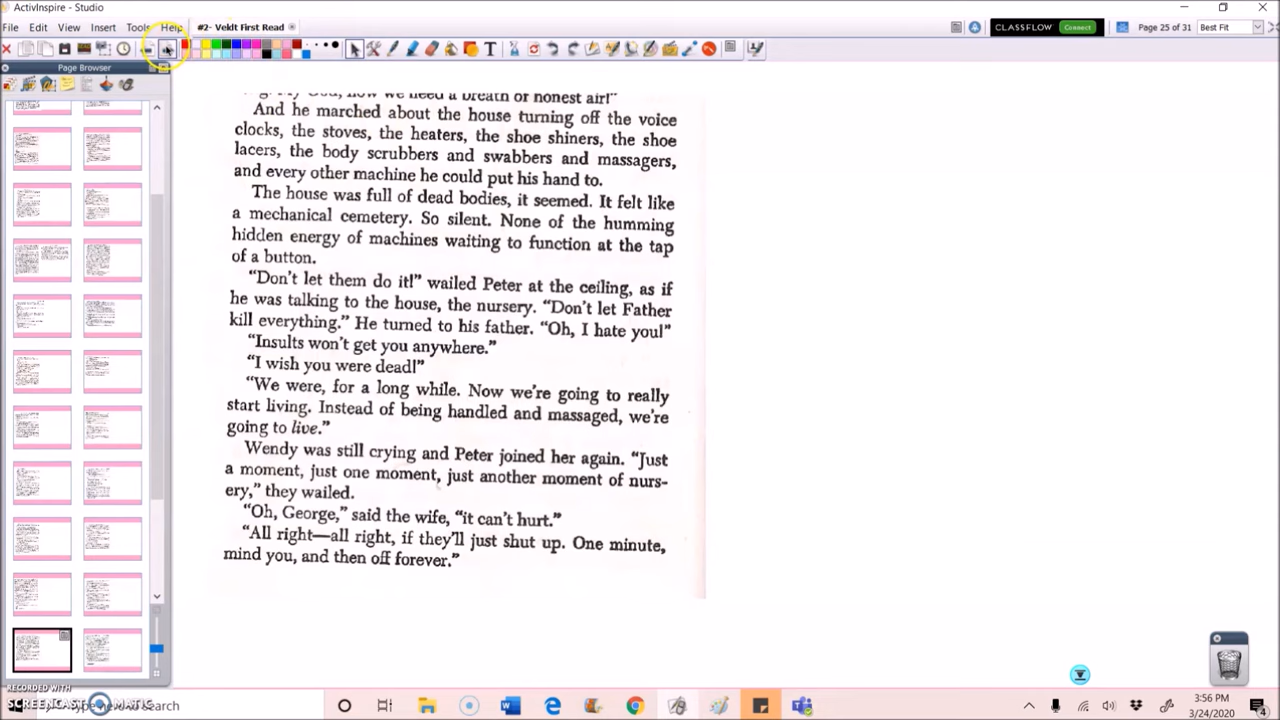 ActivInspire - Studio
File Edit View Insert Tools Help #2- Veldt First Read
CLASSFLOW Connect Page 25 of 31 Best Fit
Page Browser
we need a breath of honest air!"
And he marched about the house turning off the voice
clocks, the stoves, the heaters, the shoe shiners, the shoe
lacers, the body scrubbers and swabbers and massagers,
and every other machine he could put his hand to.
The house was full of dead bodies, it seemed. It felt like
a mechanical cemetery. So silent. None of the humming
hidden energy of machines waiting to function at the tap
of a button.
"Don't let them do it!" wailed Peter at the ceiling, as if
he was talking to the house, the nursery. "Don't let Father
kill everything." He turned to his father. "Oh, I hate you!"
"Insults won't get you anywhere."
"I wish you were dead!"
"We were, for a long while. Now we're going to really
start living. Instead of being handled and massaged, we're
going to live."
Wendy was still crying and Peter joined her again. "Just
a moment, just one moment, just another moment of nurs-
ery," they wailed.
"Oh, George," said the wife, "it can't hurt."
"All right—all right, if they'll just shut up. One minute,
mind you, and then off forever."
RECORDED WITH
SCREENCAST MATIC
here to search
3:56 PM
3/24/2020